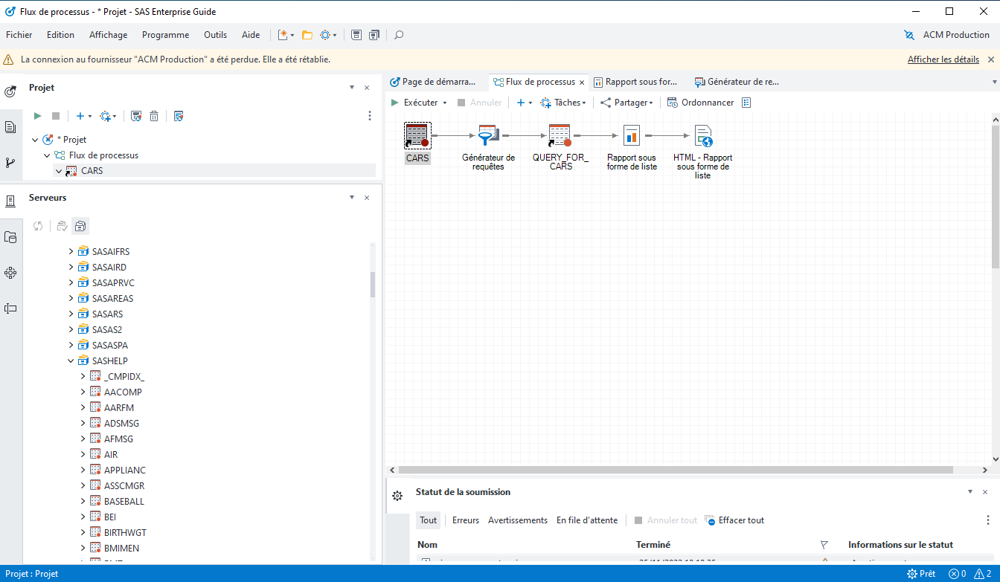 Flux de processus - * Projet - SAS Enterprise Guide
Fichier Edition Affichage Programme Outils Aide ACM Production
La connexion au fournisseur "ACM Production" a été perdue. Elle a été rétablie. Afficher les détails
Projet
* Projet
Flux de processus
CARS
Serveurs
SASAIFRS
SASAIRD
SASAPRVC
SASAREAS
SASARS
SASAS2
SASASPA
SASHELP
_CMPIDX_
AACOMP
AARFM
ADSMSG
AFMSG
AIR
APPLIANC
ASSCMGR
BASEBALL
BEI
BIRTHWGT
BMIMEN
Page de démarra... Flux de processus Rapport sous for... Générateur de re...
Exécuter Annuler Tâches Partager Ordonnancer
CARS
Générateur de
requêtes
QUERY_FOR_
CARS
Rapport sous
forme de liste
HTML - Rapport
sous forme de
liste
Statut de la soumission
Tout Erreurs Avertissements En file d'attente Annuler tout Effacer tout
Nom Terminé Informations sur le statut
Projet : Projet Prêt 0 2